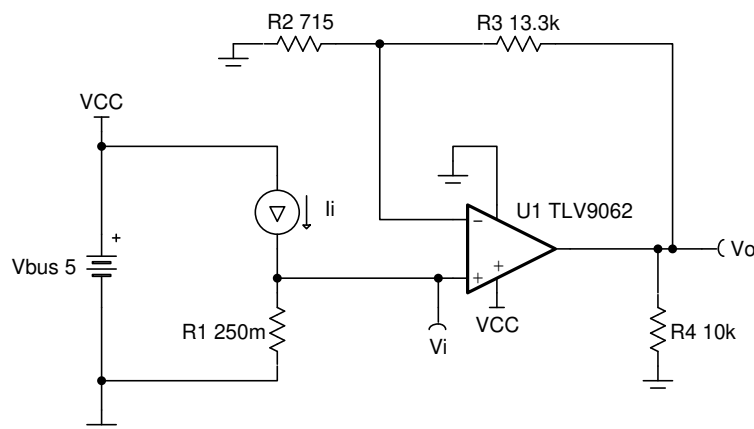 R2 715
R3 13.3k
VCC
Ii
U1 TLV9062
Vbus 5
+
−
+
+
Vo
R1 250m
Vi
VCC
R4 10k